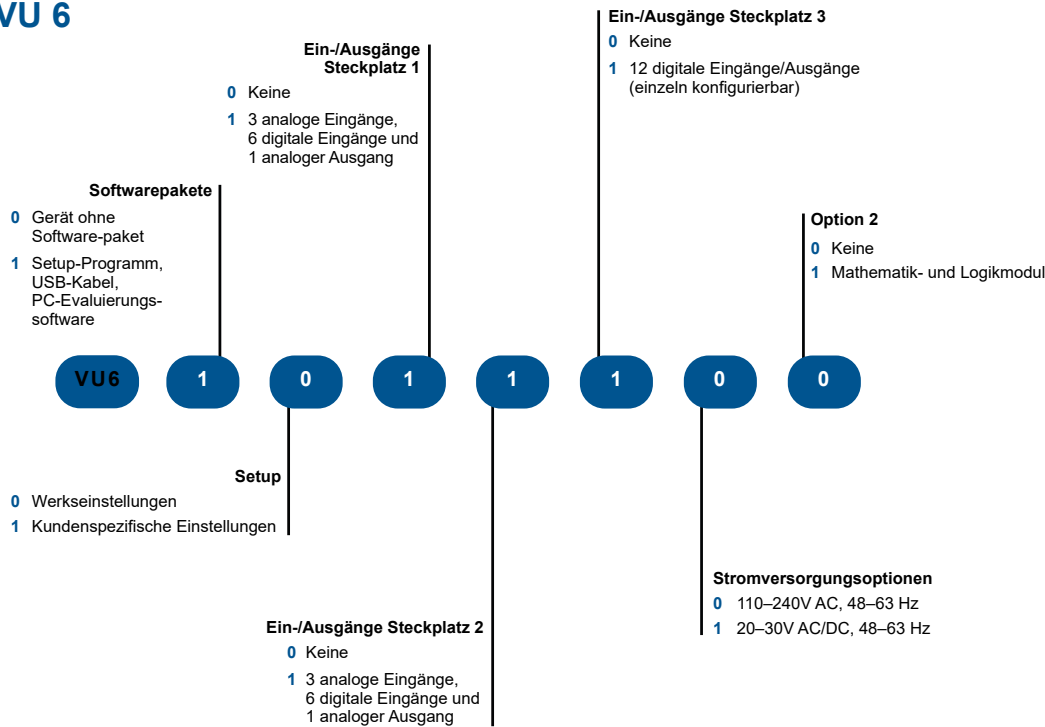 VU 6
Ein-/Ausgänge
Steckplatz 1
0 Keine
1 3 analoge Eingänge,
6 digitale Eingänge und
1 analoger Ausgang
Ein-/Ausgänge Steckplatz 3
0 Keine
1 12 digitale Eingänge/Ausgänge
(einzeln konfigurierbar)
Softwarepakete
0 Gerät ohne
Software-paket
1 Setup-Programm,
USB-Kabel,
PC-Evaluierungs-
software
Option 2
0 Keine
1 Mathematik- und Logikmodul
VU6 1 0 1 1 1 0 0
Setup
0 Werkseinstellungen
1 Kundenspezifische Einstellungen
Ein-/Ausgänge Steckplatz 2
0 Keine
1 3 analoge Eingänge,
6 digitale Eingänge und
1 analoger Ausgang
Stromversorgungsoptionen
0 110–240V AC, 48–63 Hz
1 20–30V AC/DC, 48–63 Hz